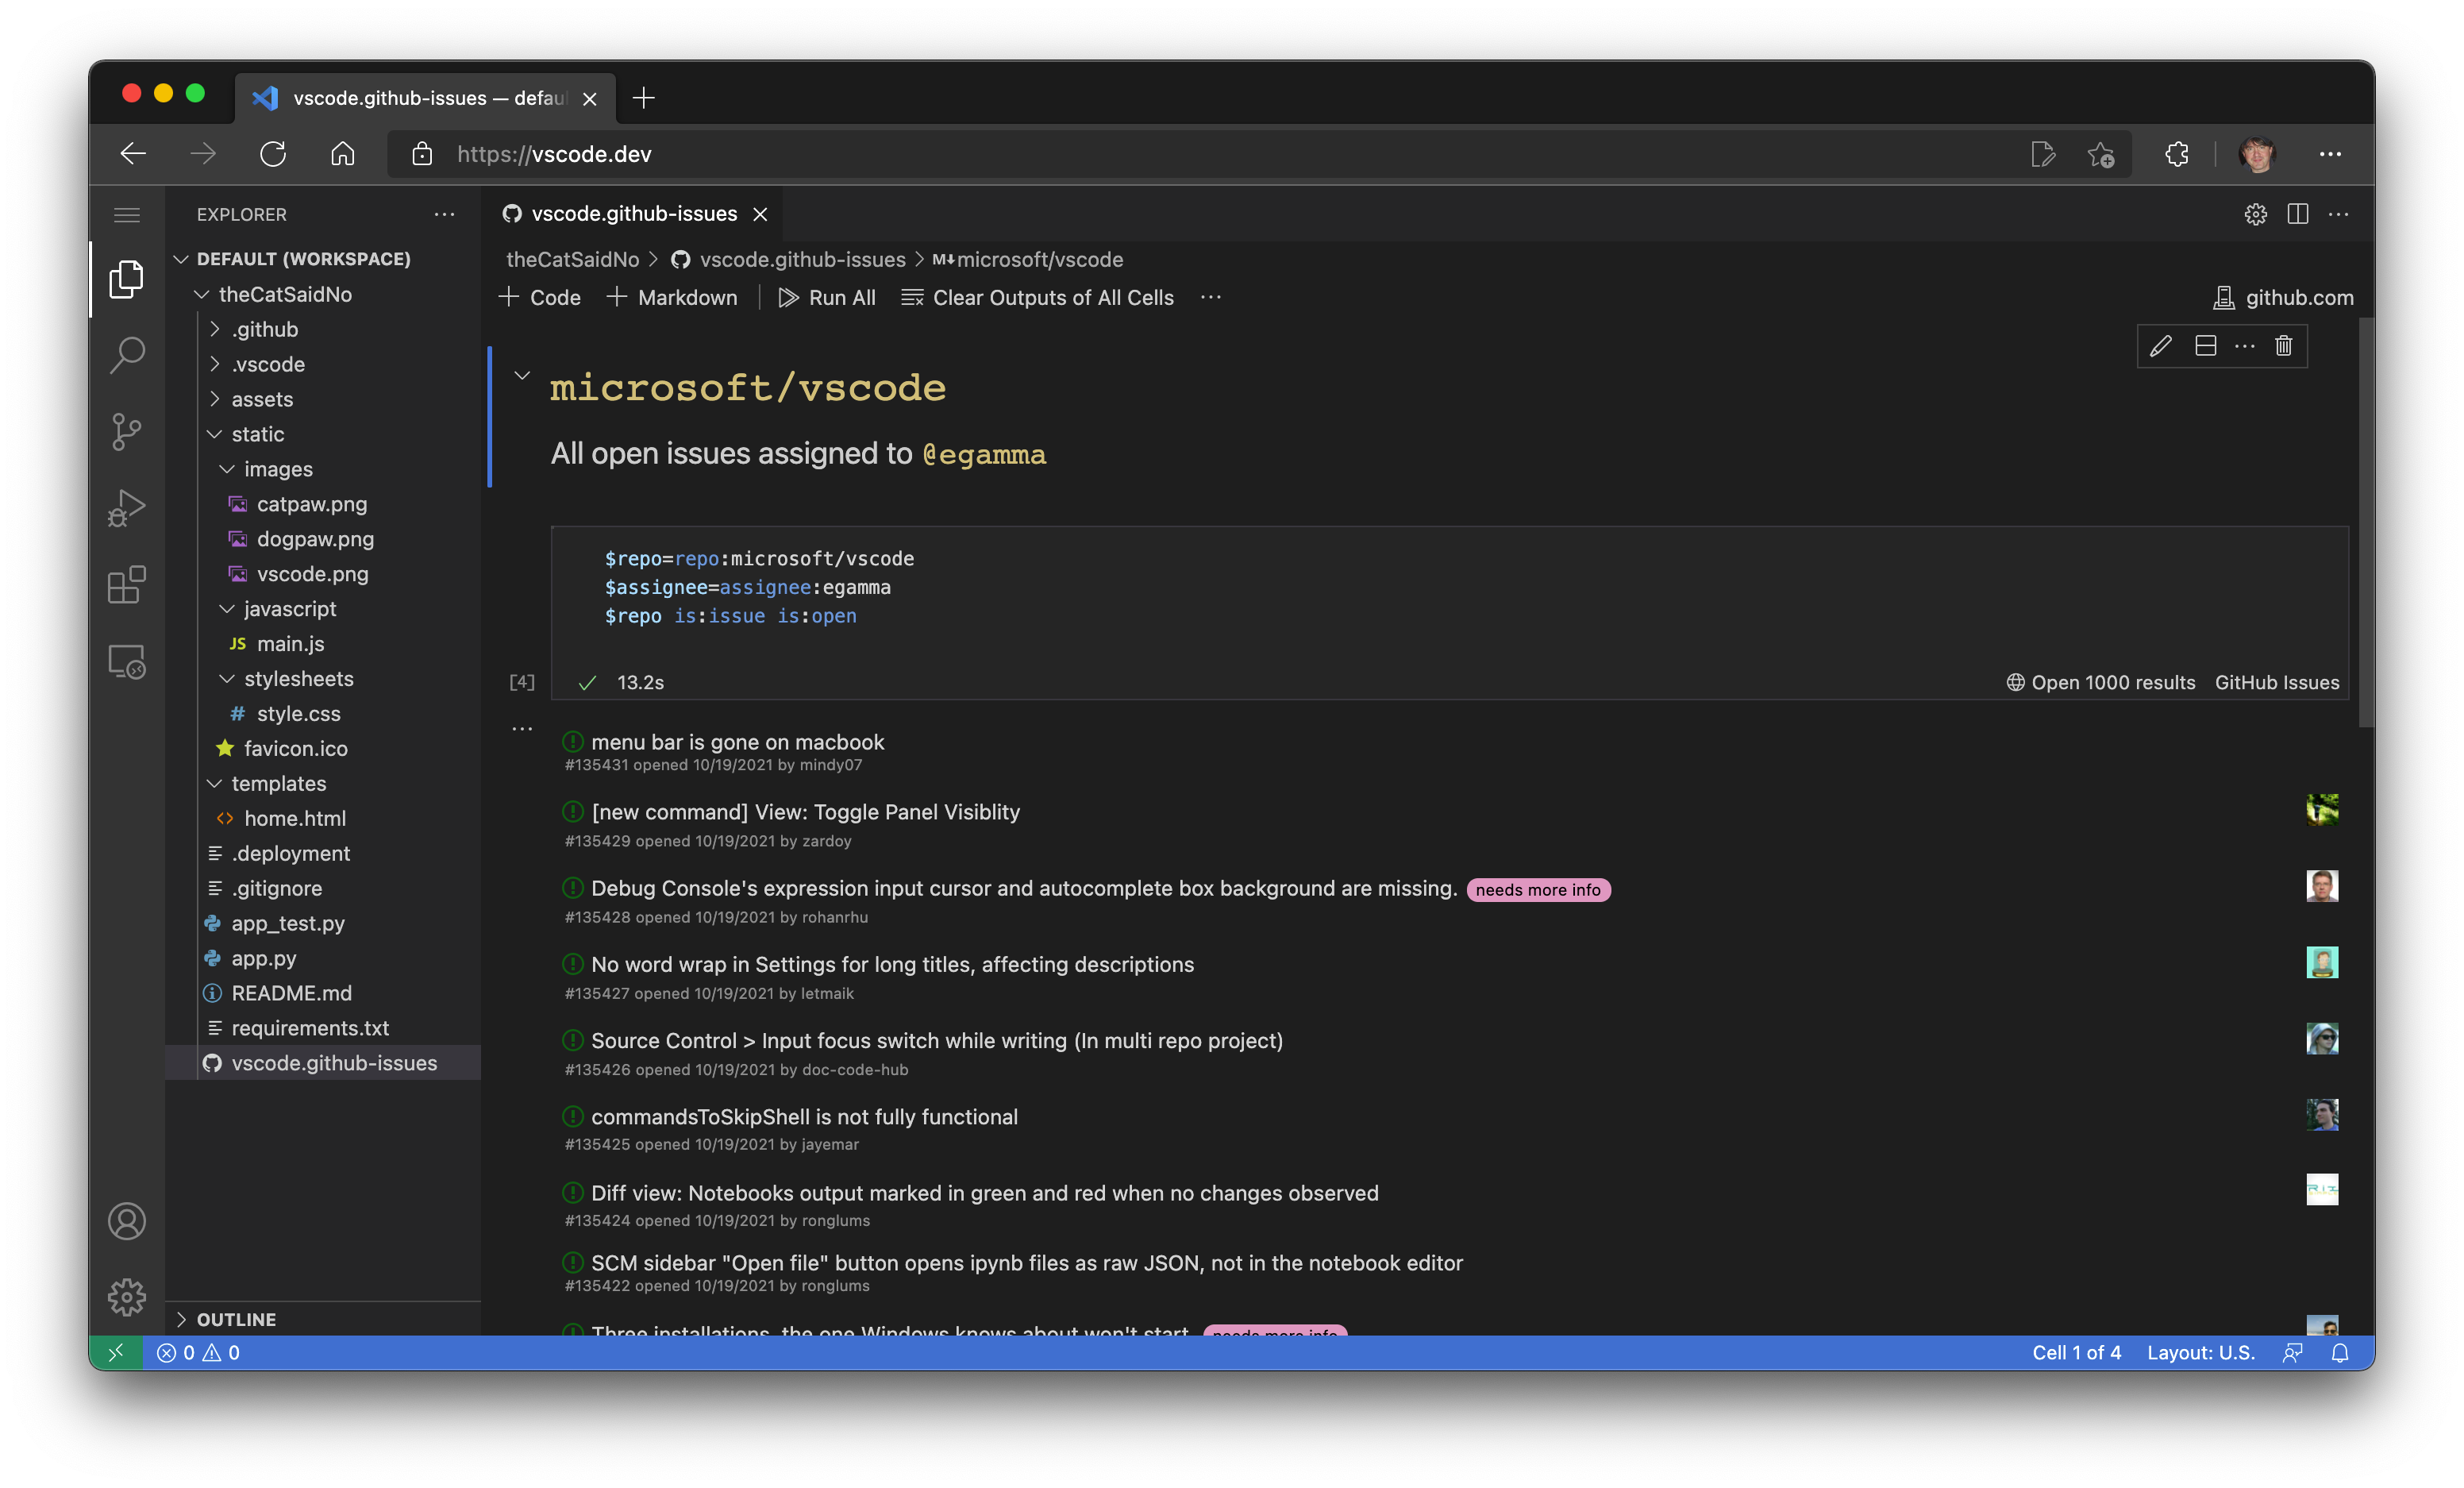 vscode.github-issues — defau
https://vscode.dev
EXPLORER
DEFAULT (WORKSPACE)
theCatSaidNo
.github
.vscode
assets
static
images
catpaw.png
dogpaw.png
vscode.png
javascript
JS main.js
stylesheets
# style.css
favicon.ico
templates
<> home.html
.deployment
.gitignore
app_test.py
app.py
README.md
requirements.txt
vscode.github-issues
OUTLINE
vscode.github-issues
theCatSaidNo > vscode.github-issues > M↓ microsoft/vscode
+ Code + Markdown Run All Clear Outputs of All Cells ...
github.com
microsoft/vscode
All open issues assigned to @egamma
$repo=repo:microsoft/vscode
$assignee=assignee:egamma
$repo is:issue is:open
[4] 13.2s Open 1000 results GitHub Issues
menu bar is gone on macbook
#135431 opened 10/19/2021 by mindy07
[new command] View: Toggle Panel Visiblity
#135429 opened 10/19/2021 by zardoy
Debug Console's expression input cursor and autocomplete box background are missing. needs more info
#135428 opened 10/19/2021 by rohanrhu
No word wrap in Settings for long titles, affecting descriptions
#135427 opened 10/19/2021 by letmaik
Source Control > Input focus switch while writing (In multi repo project)
#135426 opened 10/19/2021 by doc-code-hub
commandsToSkipShell is not fully functional
#135425 opened 10/19/2021 by jayemar
Diff view: Notebooks output marked in green and red when no changes observed
#135424 opened 10/19/2021 by ronglums
SCM sidebar "Open file" button opens ipynb files as raw JSON, not in the notebook editor
#135422 opened 10/19/2021 by ronglums
Three installations, the one Windows knows about won't start needs more info
0 0
Cell 1 of 4 Layout: U.S.